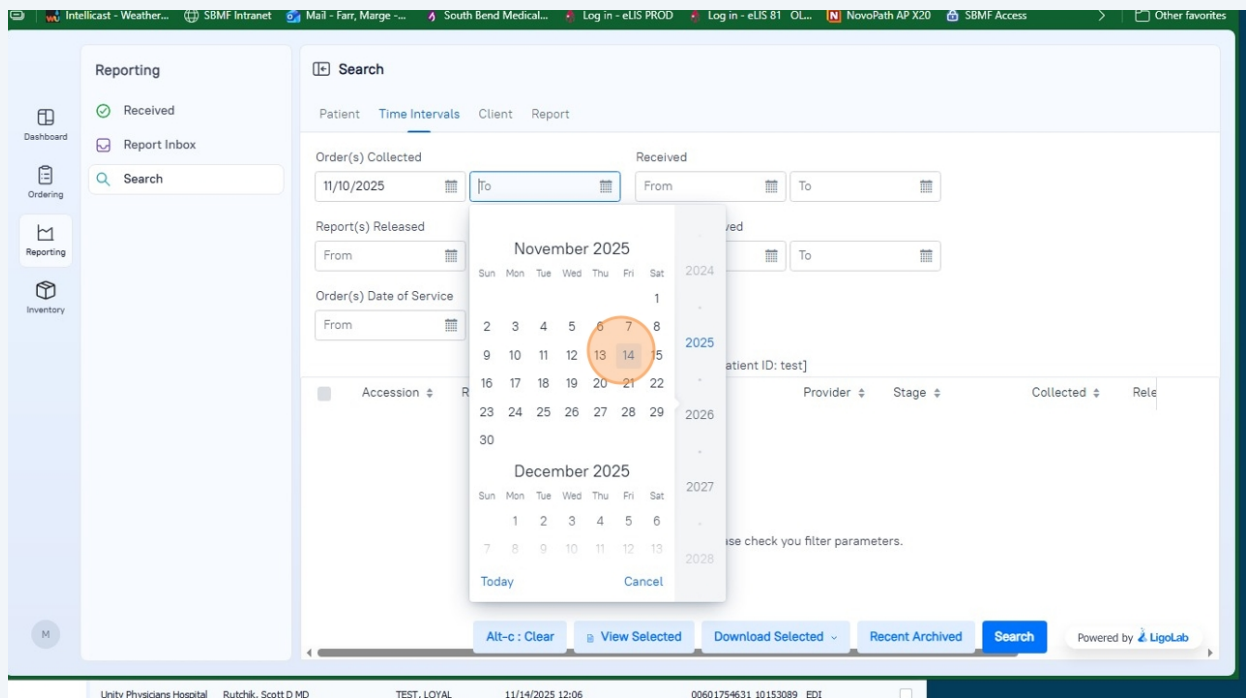 Intellicast - Weather... SBMF Intranet Mail - Farr, Marge -... South Bend Medical... Log in - eLIS PROD Log in - eLIS 81 OL... NovoPath AP X20 SBMF Access Other favorites
Reporting
Search
Received
Report Inbox
Search
Dashboard
Ordering
Reporting
Inventory
Patient Time Intervals Client Report
Order(s) Collected Received
11/10/2025 To From To
Report(s) Released ved
From To
Order(s) Date of Service
From
November 2025
Sun Mon Tue Wed Thu Fri Sat
1
2 3 4 5 6 7 8
9 10 11 12 13 14 15
16 17 18 19 20 21 22
23 24 25 26 27 28 29
30
December 2025
Sun Mon Tue Wed Thu Fri Sat
1 2 3 4 5 6
7 8 9 10 11 12 13
Today Cancel
2024
2025
2026
2027
2028
atient ID: test]
Accession R Provider Stage Collected Rele
se check you filter parameters.
M
Alt-c : Clear View Selected Download Selected Recent Archived Search Powered by LigoLab
Unity Physicians Hospital Rutchik, Scott D MD TEST, LOYAL 11/14/2025 12:06 00601754631 10153089 EDI